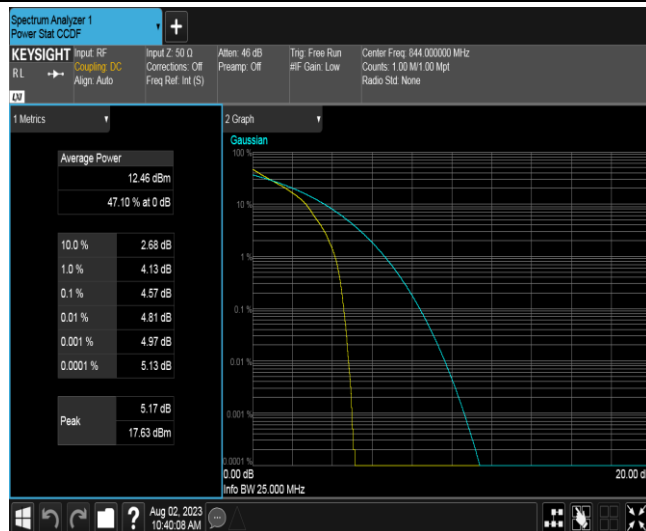 Spectrum Analyzer 1
Power Stat CCDF
+
KEYSIGHT
RL
Input: RF
Coupling: DC
Align: Auto
Input Z: 50 Ω
Corrections: Off
Freq Ref: Int (S)
Atten: 46 dB
Preamp: Off
Trig: Free Run
#IF Gain: Low
Center Freq: 844.000000 MHz
Counts: 1.00 M/1.00 Mpt
Radio Std: None
1 Metrics
Average Power
12.46 dBm
47.10 % at 0 dB
10.0 % 2.68 dB
1.0 % 4.13 dB
0.1 % 4.57 dB
0.01 % 4.81 dB
0.001 % 4.97 dB
0.0001 % 5.13 dB
Peak
5.17 dB
17.63 dBm
2 Graph
Gaussian
100 %
10 %
1 %
0.1 %
0.01 %
0.001 %
0.0001 %
0.00 dB
20.00 d
Info BW 25.000 MHz
?
Aug 02, 2023
10:40:08 AM